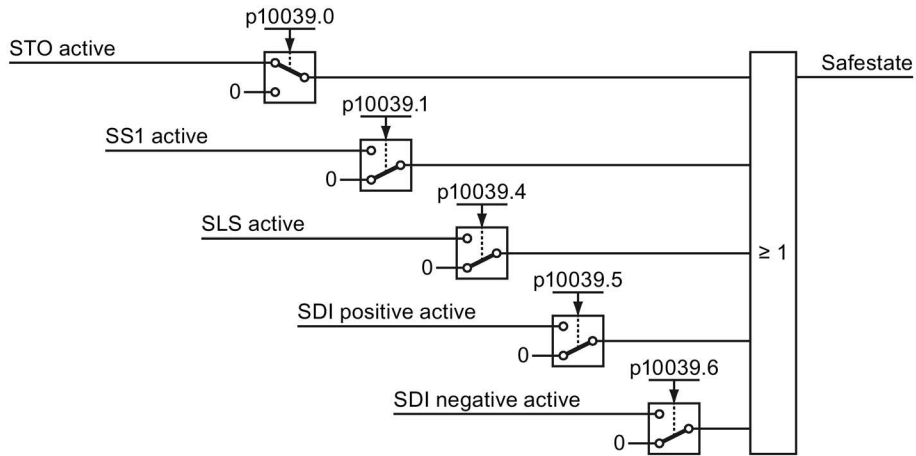 p10039.0
STO active
Safestate
0
p10039.1
SS1 active
0
p10039.4
SLS active
0
≥ 1
p10039.5
SDI positive active
0
p10039.6
SDI negative active
0